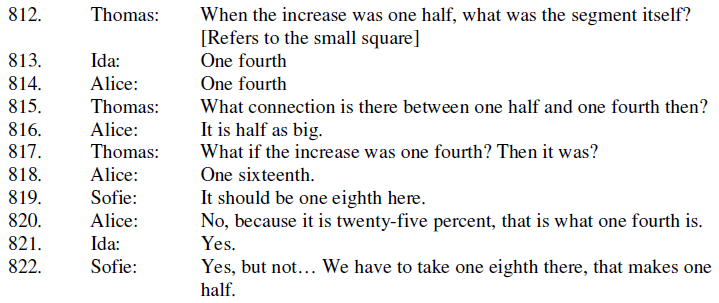 812. Thomas: When the increase was one half, what was the segment itself?
[Refers to the small square]
813. Ida: One fourth
814. Alice: One fourth
815. Thomas: What connection is there between one half and one fourth then?
816. Alice: It is half as big.
817. Thomas: What if the increase was one fourth? Then it was?
818. Alice: One sixteenth.
819. Sofie: It should be one eighth here.
820. Alice: No, because it is twenty-five percent, that is what one fourth is.
821. Ida: Yes.
822. Sofie: Yes, but not… We have to take one eighth there, that makes one
half.